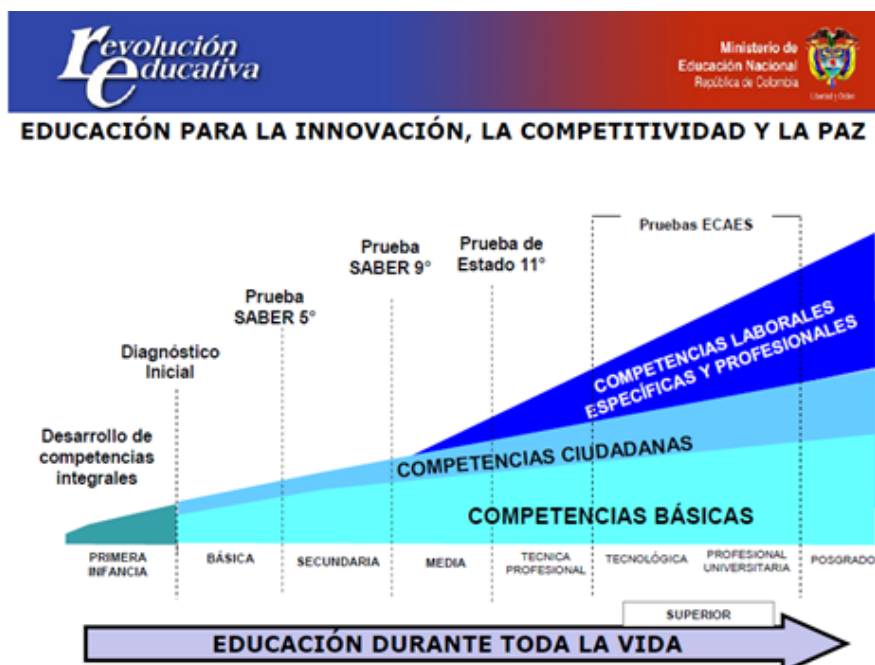 revolución
educativa
Ministerio de
Educación Nacional
República de Colombia
Libertad y Orden
EDUCACIÓN PARA LA INNOVACIÓN, LA COMPETITIVIDAD Y LA PAZ
Pruebas ECAES
Prueba
SABER 9°
Prueba de
Estado 11°
Prueba
SABER 5°
Diagnóstico
Inicial
Desarrollo de
competencias
integrales
COMPETENCIAS LABORALES
ESPECÍFICAS Y PROFESIONALES
COMPETENCIAS CIUDADANAS
COMPETENCIAS BÁSICAS
PRIMERA
INFANCIA
BÁSICA
SECUNDARIA
MEDIA
TECNICA
PROFESIONAL
TECNOLÓGICA
PROFESIONAL
UNIVERSITARIA
POSGRADO
SUPERIOR
EDUCACIÓN DURANTE TODA LA VIDA